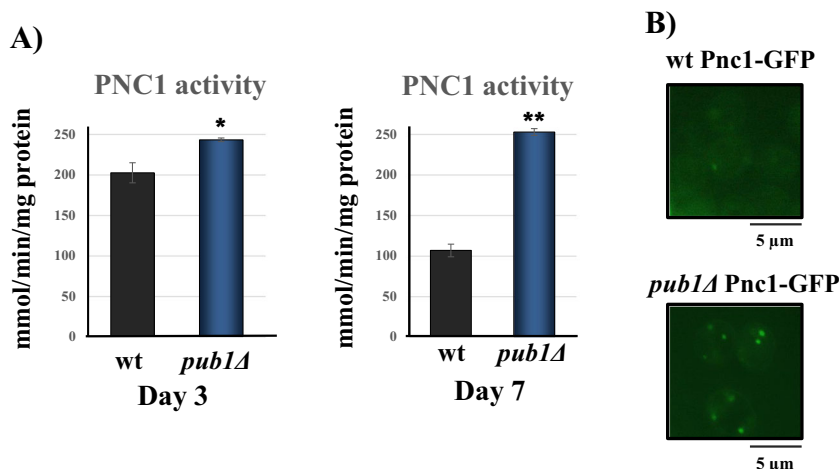 A)
PNC1 activity
mmol/min/mg protein
250
200
150
100
50
0
*
wt
pub1Δ
Day 3
PNC1 activity
mmol/min/mg protein
250
200
150
100
50
0
**
wt
pub1Δ
Day 7
B)
wt Pnc1-GFP
5 µm
pub1Δ Pnc1-GFP
5 µm